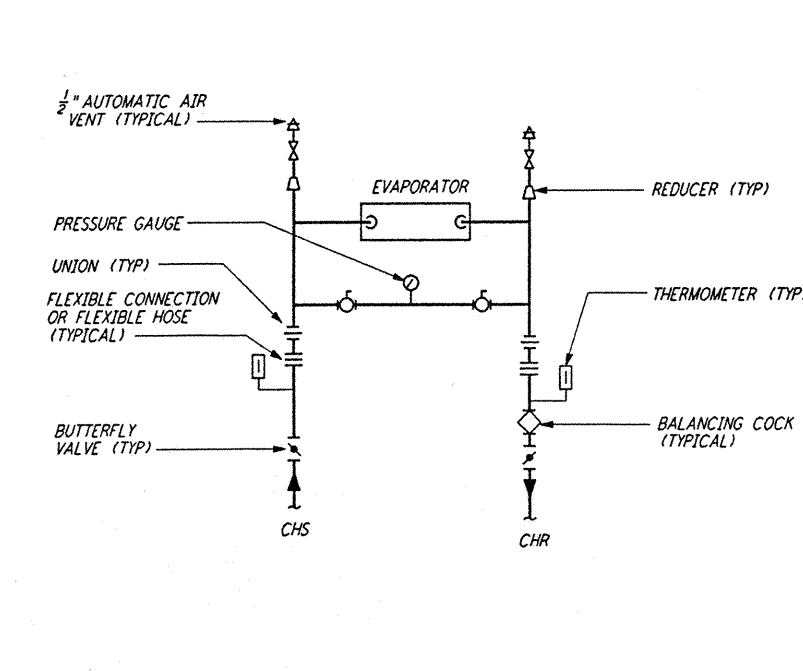 ½" AUTOMATIC AIR
VENT (TYPICAL)
EVAPORATOR
REDUCER (TYP)
PRESSURE GAUGE
UNION (TYP)
FLEXIBLE CONNECTION
OR FLEXIBLE HOSE
(TYPICAL)
THERMOMETER (TYP.
BUTTERFLY
VALVE (TYP)
BALANCING COCK
(TYPICAL)
CHS
CHR